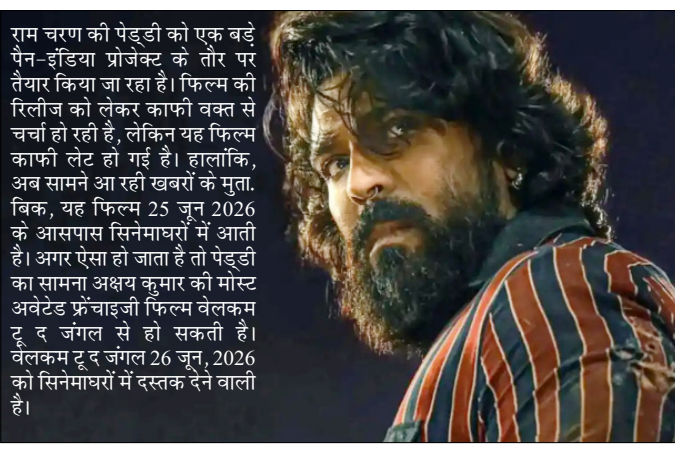 राम चरण की पेड्डी को एक बड़े
पैन-इंडिया प्रोजेक्ट के तौर पर
तैयार किया जा रहा है। फिल्म की
रिलीज को लेकर काफी वक्त से
चर्चा हो रही है, लेकिन यह फिल्म
काफी लेट हो गई है। हालांकि,
अब सामने आ रही खबरों के मुता.
बिक, यह फिल्म 25 जून 2026
के आसपास सिनेमाघरों में आती
है। अगर ऐसा हो जाता है तो पेड्डी
का सामना अक्षय कुमार की मोस्ट
अवेटेड फ्रेंचाइजी फिल्म वेलकम
टू द जंगल से हो सकती है।
वेलकम टू द जंगल 26 जून, 2026
को सिनेमाघरों में दस्तक देने वाली
है।